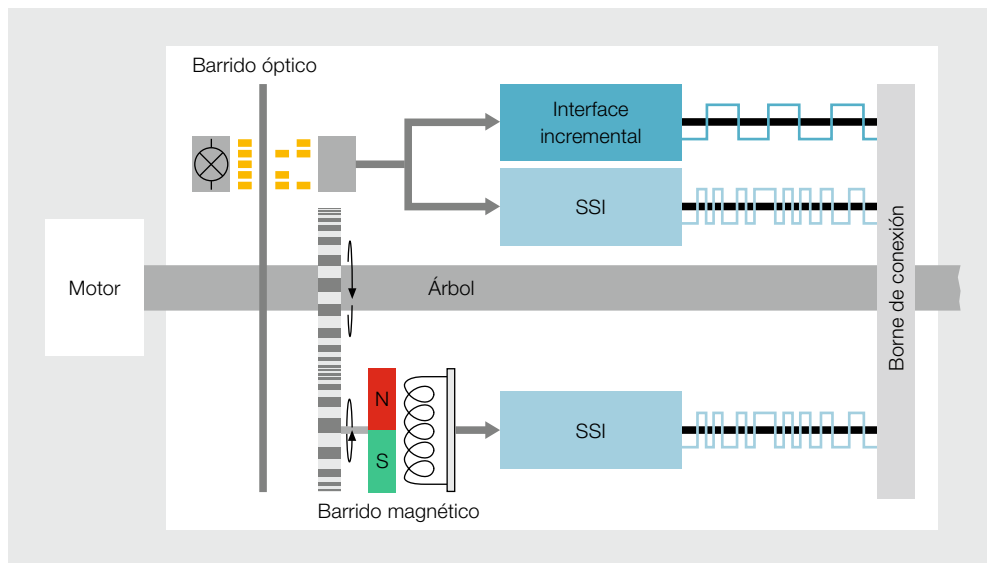 Barrido óptico
Interface
incremental
SSI
Motor
Árbol
Borne de conexión
N
S
SSI
Barrido magnético